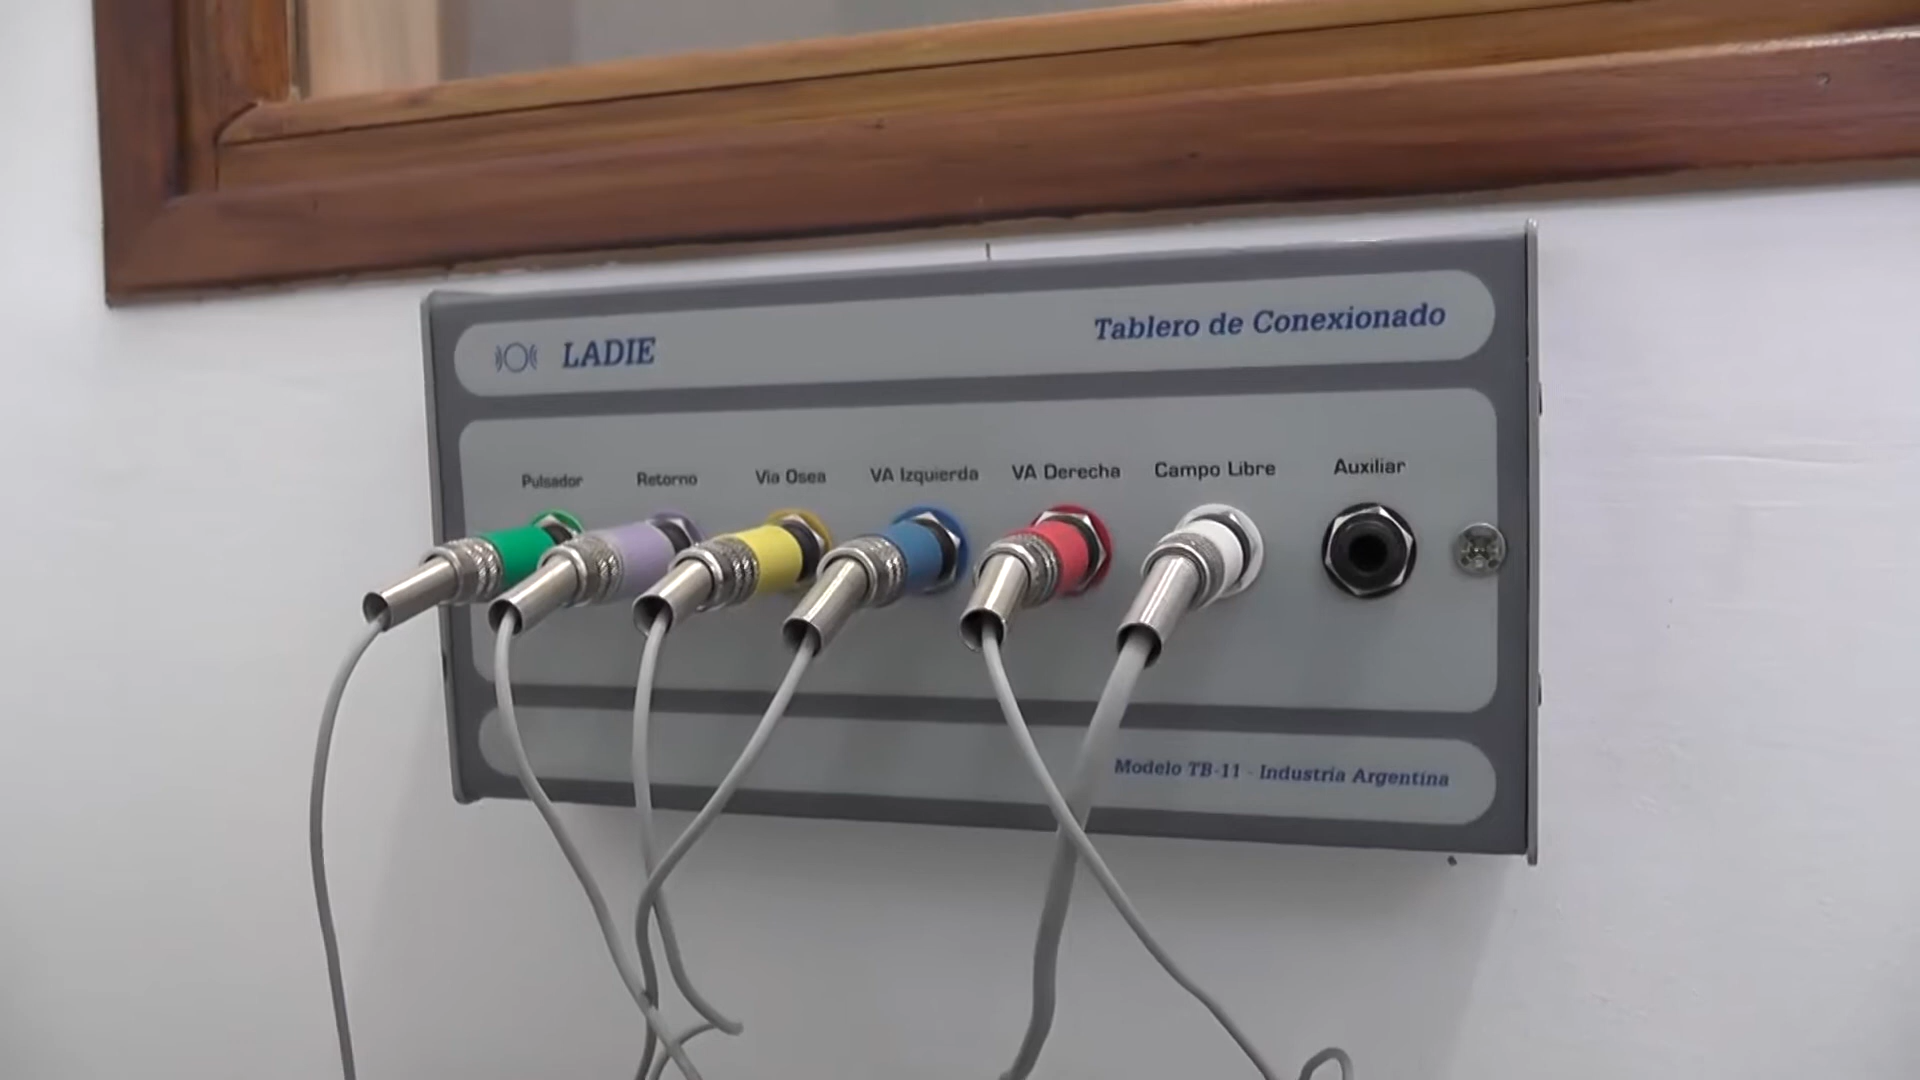 LADIE
Tablero de Conexionado
Pulsador Retorno Via Osea VA Izquierda VA Derecha Campo Libre Auxiliar
Modelo TB-11 - Industria Argentina